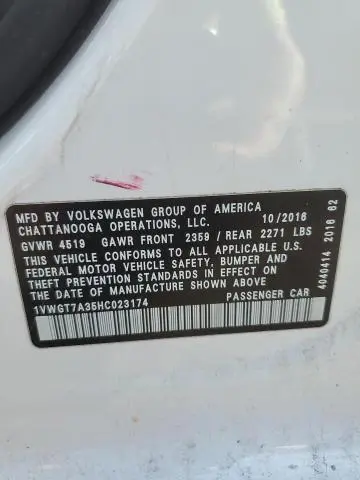 MFD BY VOLKSWAGEN GROUP OF AMERICA
CHATTANOOGA OPERATIONS, LLC. 10/2016
GVWR 4519 GAWR FRONT 2359 / REAR 2271 LBS
THIS VEHICLE CONFORMS TO ALL APPLICABLE U.S.
FEDERAL MOTOR VEHICLE SAFETY, BUMPER AND
THEFT PREVENTION STANDARDS IN EFFECT ON
THE DATE OF MANUFACTURE SHOWN ABOVE
1VWGT7A35HC023174 PASSENGER CAR
4040414 2016 62